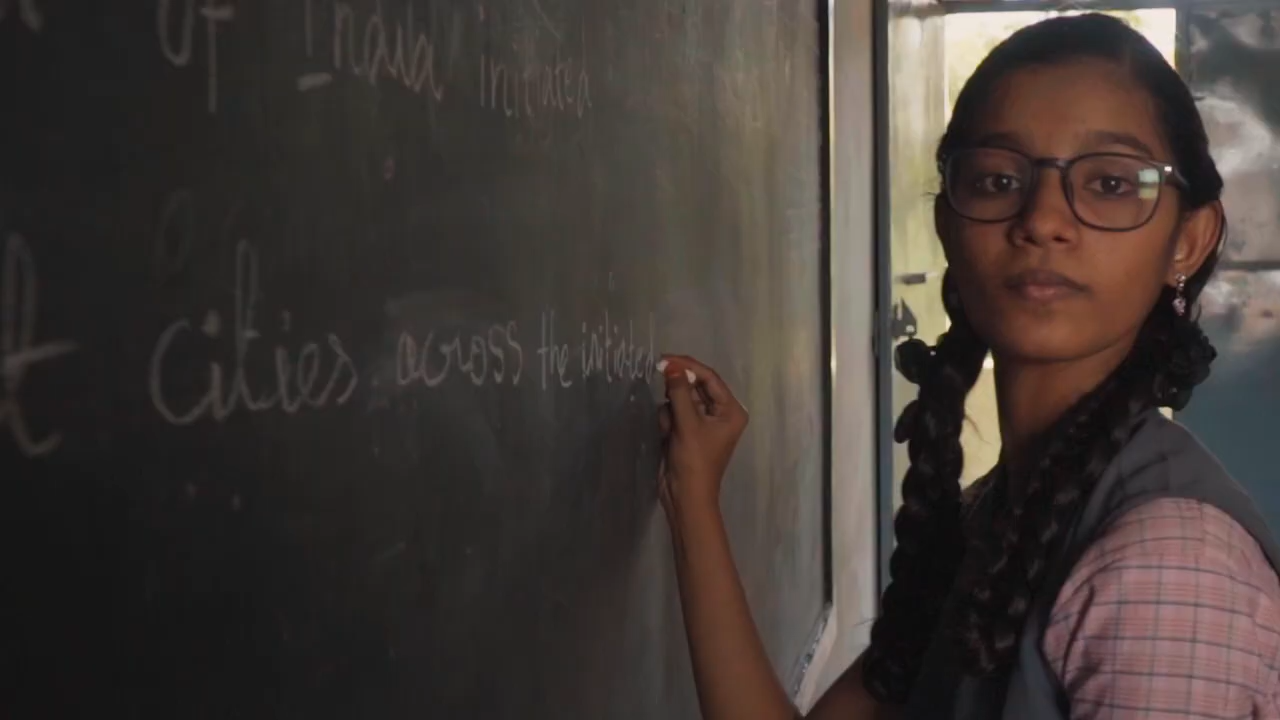 of India initiated
t cities across the initiated